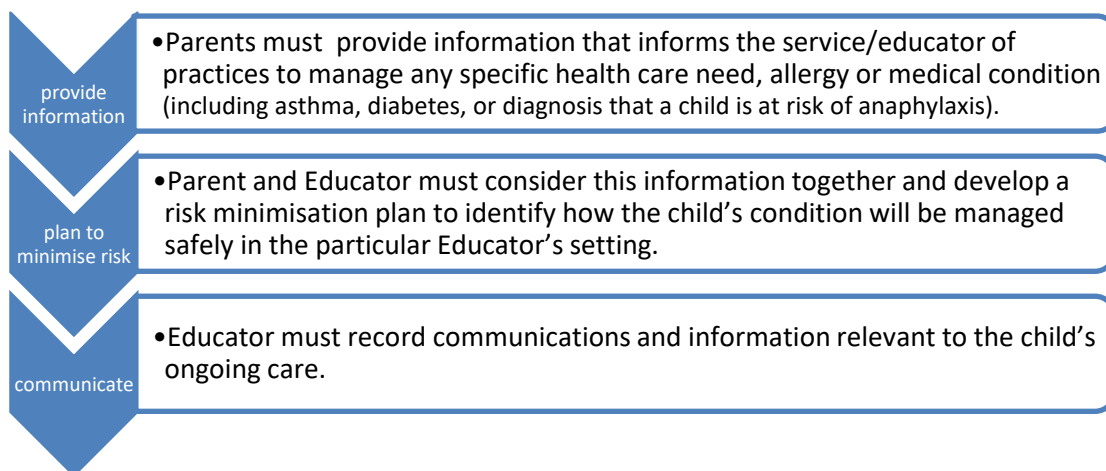 provide
information
•Parents must  provide information that informs the service/educator of
practices to manage any specific health care need, allergy or medical condition
(including asthma, diabetes, or diagnosis that a child is at risk of anaphylaxis).
plan to
minimise risk
•Parent and Educator must consider this information together and develop a
risk minimisation plan to identify how the child’s condition will be managed
safely in the particular Educator’s setting.
communicate
•Educator must record communications and information relevant to the child’s
ongoing care.